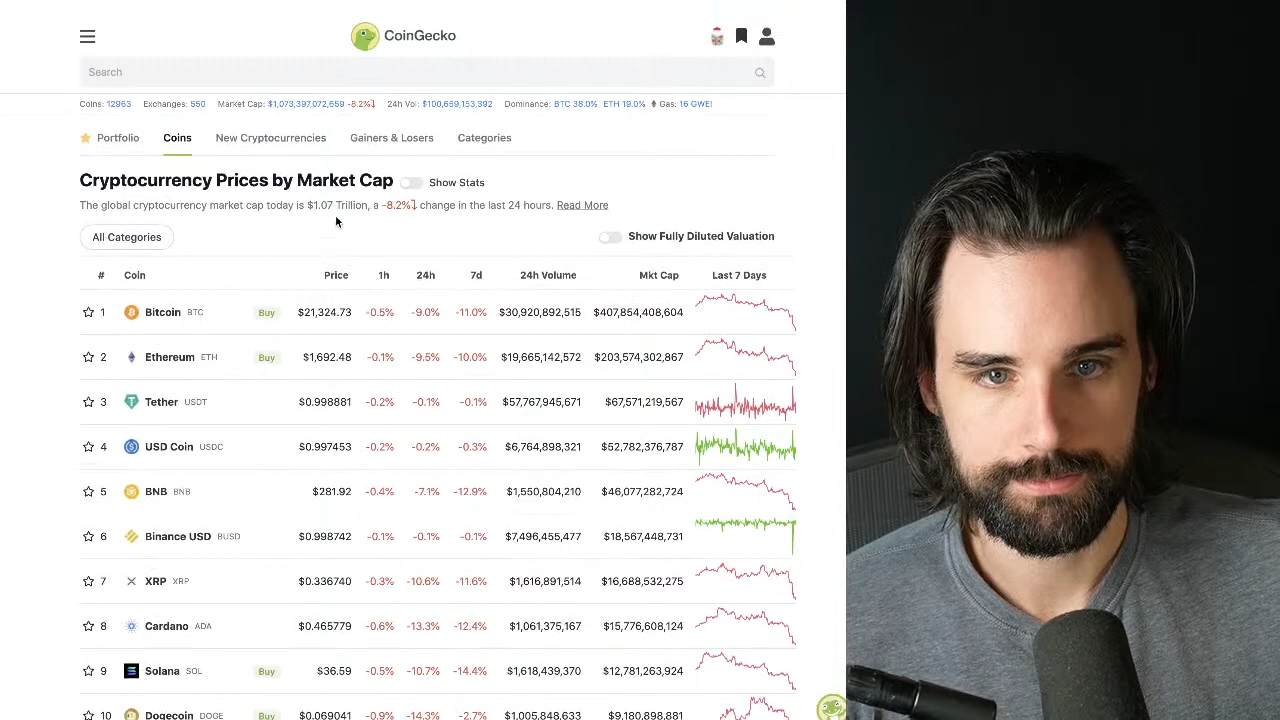 CoinGecko
Search
Coins: 12963 Exchanges: 550 Market Cap: $1,073,397,072,659 -8.2% 24h Vol: $100,659,153,392 Dominance: BTC 38.0% ETH 19.0% Gas: 16 GWEI
Portfolio Coins New Cryptocurrencies Gainers & Losers Categories
Cryptocurrency Prices by Market Cap Show Stats
The global cryptocurrency market cap today is $1.07 Trillion, a -8.2% change in the last 24 hours. Read More
All Categories Show Fully Diluted Valuation
# Coin Price 1h 24h 7d 24h Volume Mkt Cap Last 7 Days
1 Bitcoin BTC Buy $21,324.73 -0.5% -9.0% -11.0% $30,920,892,515 $407,854,408,604
2 Ethereum ETH Buy $1,692.48 -0.1% -9.5% -10.0% $19,665,142,572 $203,574,302,867
3 Tether USDT $0.998881 -0.2% -0.1% -0.1% $57,767,945,671 $67,571,219,567
4 USD Coin USDC $0.997453 -0.2% -0.2% -0.3% $6,764,898,321 $52,782,376,787
5 BNB BNB $281.92 -0.4% -7.1% -12.9% $1,550,804,210 $46,077,282,724
6 Binance USD BUSD $0.998742 -0.1% -0.1% -0.1% $7,496,455,477 $18,567,448,731
7 XRP XRP $0.336740 -0.3% -10.6% -11.6% $1,616,891,514 $16,688,532,275
8 Cardano ADA $0.465779 -0.6% -13.3% -12.4% $1,061,375,167 $15,776,608,124
9 Solana SOL Buy $36.59 -0.5% -10.7% -14.4% $1,618,439,370 $12,781,263,924
10 Dogecoin DOGE Buy $0.069041 -0.9% -14.3% -2.7% $1,005,848,635 $9,180,898,881